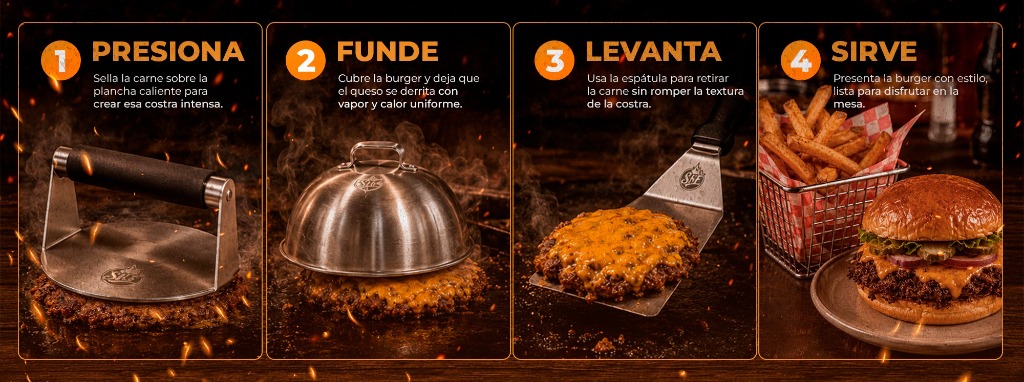 1 PRESIONA
Sella la carne sobre la
plancha caliente para
crear esa costra intensa.
2 FUNDE
Cubre la burger y deja que
el queso se derrita con
vapor y calor uniforme.
3 LEVANTA
Usa la espátula para retirar
la carne sin romper la textura
de la costra.
4 SIRVE
Presenta la burger con estilo,
lista para disfrutar en la
mesa.